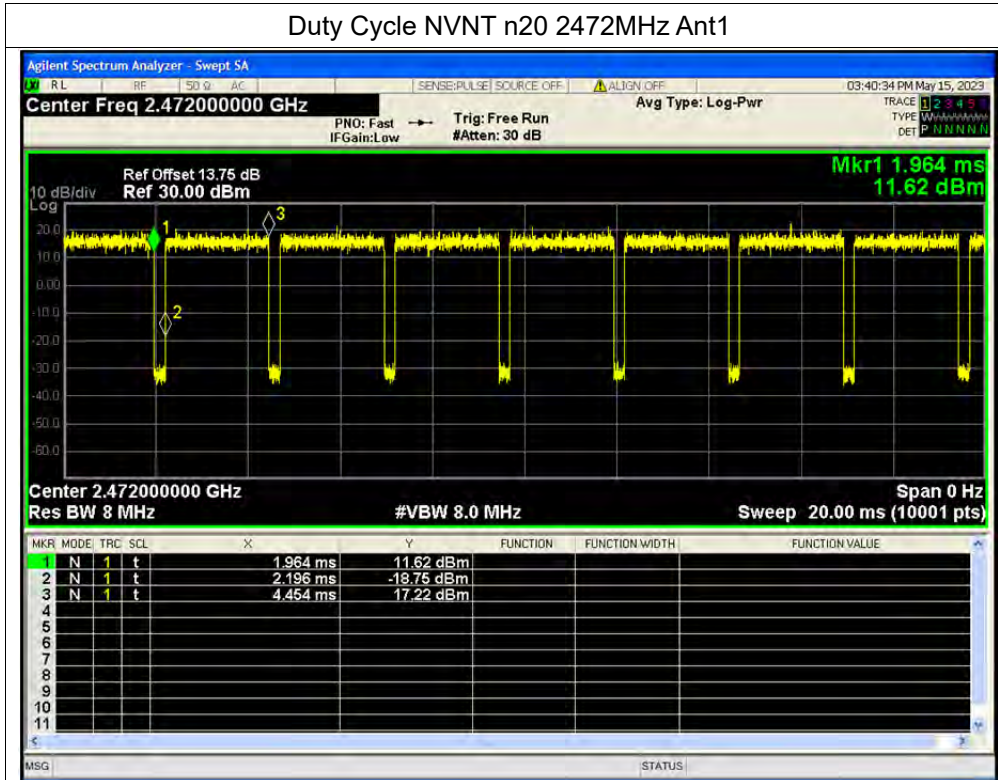 Duty Cycle NVNT n20 2472MHz Ant1
Agilent Spectrum Analyzer - Swept SA
LXI RL RF 50 Ω AC SENSE:PULSE SOURCE OFF ALIGN OFF 03:40:34 PM May 15, 2023
Center Freq 2.472000000 GHz Avg Type: Log-Pwr TRACE 1 2 3 4 5 6
PNO: Fast Trig: Free Run TYPE W
IFGain:Low #Atten: 30 dB DET P N N N N N
Mkr1 1.964 ms
Ref Offset 13.75 dB
10 dB/div Ref 30.00 dBm 11.62 dBm
Log
20.0
10.0
0.00
-10.0
-20.0
-30.0
-40.0
-50.0
-60.0
1
2
3
Center 2.472000000 GHz Span 0 Hz
Res BW 8 MHz #VBW 8.0 MHz Sweep 20.00 ms (10001 pts)
MKR MODE TRC SCL X Y FUNCTION FUNCTION WIDTH FUNCTION VALUE
1 N 1 t 1.964 ms 11.62 dBm
2 N 1 t 2.196 ms -18.75 dBm
3 N 1 t 4.454 ms 17.22 dBm
4
5
6
7
8
9
10
11
MSG STATUS